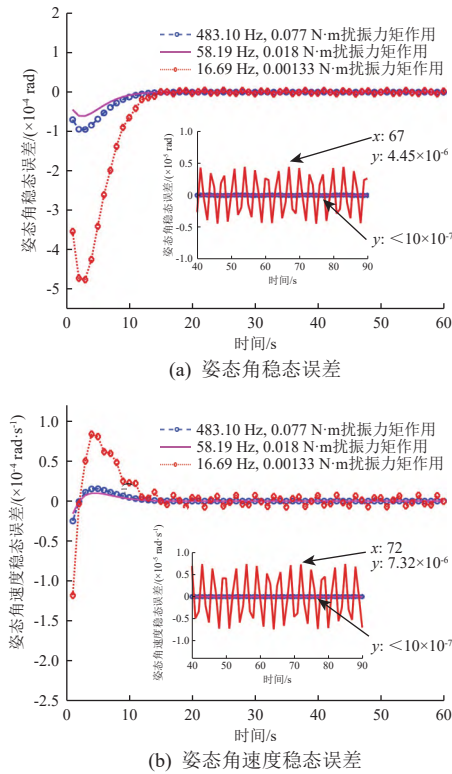 483.10 Hz, 0.077 N·m扰振力矩作用
58.19 Hz, 0.018 N·m扰振力矩作用
16.69 Hz, 0.00133 N·m扰振力矩作用
姿态角稳态误差/(×10⁻⁴ rad)
0
-1
-2
-3
-4
-5
0 10 20 30 40 50 60
时间/s
姿态角稳态误差/(×10⁻⁵ rad)
1.0
0.5
0
-0.5
-1.0
40 50 60 70 80 90
时间/s
x: 67
y: 4.45×10⁻⁶
y: <10×10⁻⁷
(a) 姿态角稳态误差
483.10 Hz, 0.077 N·m扰振力矩作用
58.19 Hz, 0.018 N·m扰振力矩作用
16.69 Hz, 0.00133 N·m扰振力矩作用
姿态角速度稳态误差/(×10⁻⁴ rad·s⁻¹)
1.0
0.5
0
-0.5
-1.0
-1.5
-2.0
-2.5
0 10 20 30 40 50 60
时间/s
姿态角速度稳态误差/(×10⁻⁵ rad·s⁻¹)
1.0
0.5
0
-0.5
-1.0
40 50 60 70 80 90
时间/s
x: 72
y: 7.32×10⁻⁶
y: <10×10⁻⁷
(b) 姿态角速度稳态误差